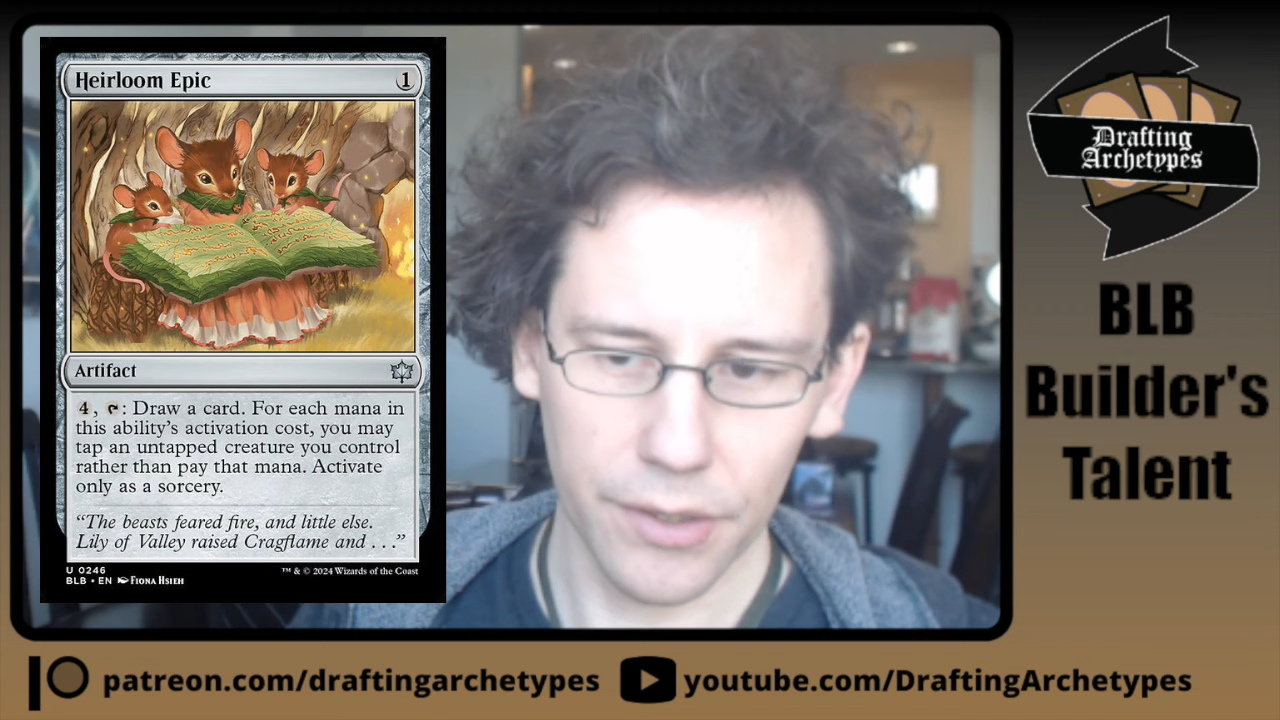 Heirloom Epic 1
Artifact
4, T: Draw a card. For each mana in
this ability's activation cost, you may
tap an untapped creature you control
rather than pay that mana. Activate
only as a sorcery.
"The beasts feared fire, and little else.
Lily of Valley raised Cragflame and . . ."
U 0246
BLB • EN Fiona Hsieh
™ & © 2024 Wizards of the Coast
Drafting
Archetypes
BLB
Builder's
Talent
patreon.com/draftingarchetypes
youtube.com/DraftingArchetypes